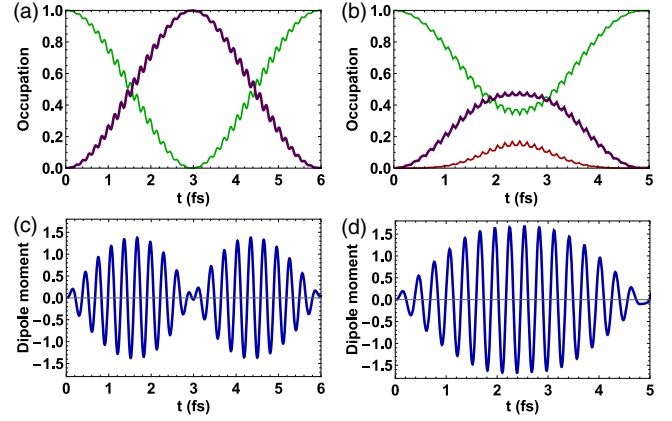 (a)
1.0
0.8
0.6
0.4
0.2
0.0
Occupation
0 1 2 3 4 5 6
t (fs)
(b)
1.0
0.8
0.6
0.4
0.2
0.0
Occupation
0 1 2 3 4 5
t (fs)
(c)
1.5
1.0
0.5
0.0
−0.5
−1.0
−1.5
Dipole moment
0 1 2 3 4 5 6
t (fs)
(d)
1.5
1.0
0.5
0.0
−0.5
−1.0
−1.5
Dipole moment
0 1 2 3 4 5
t (fs)